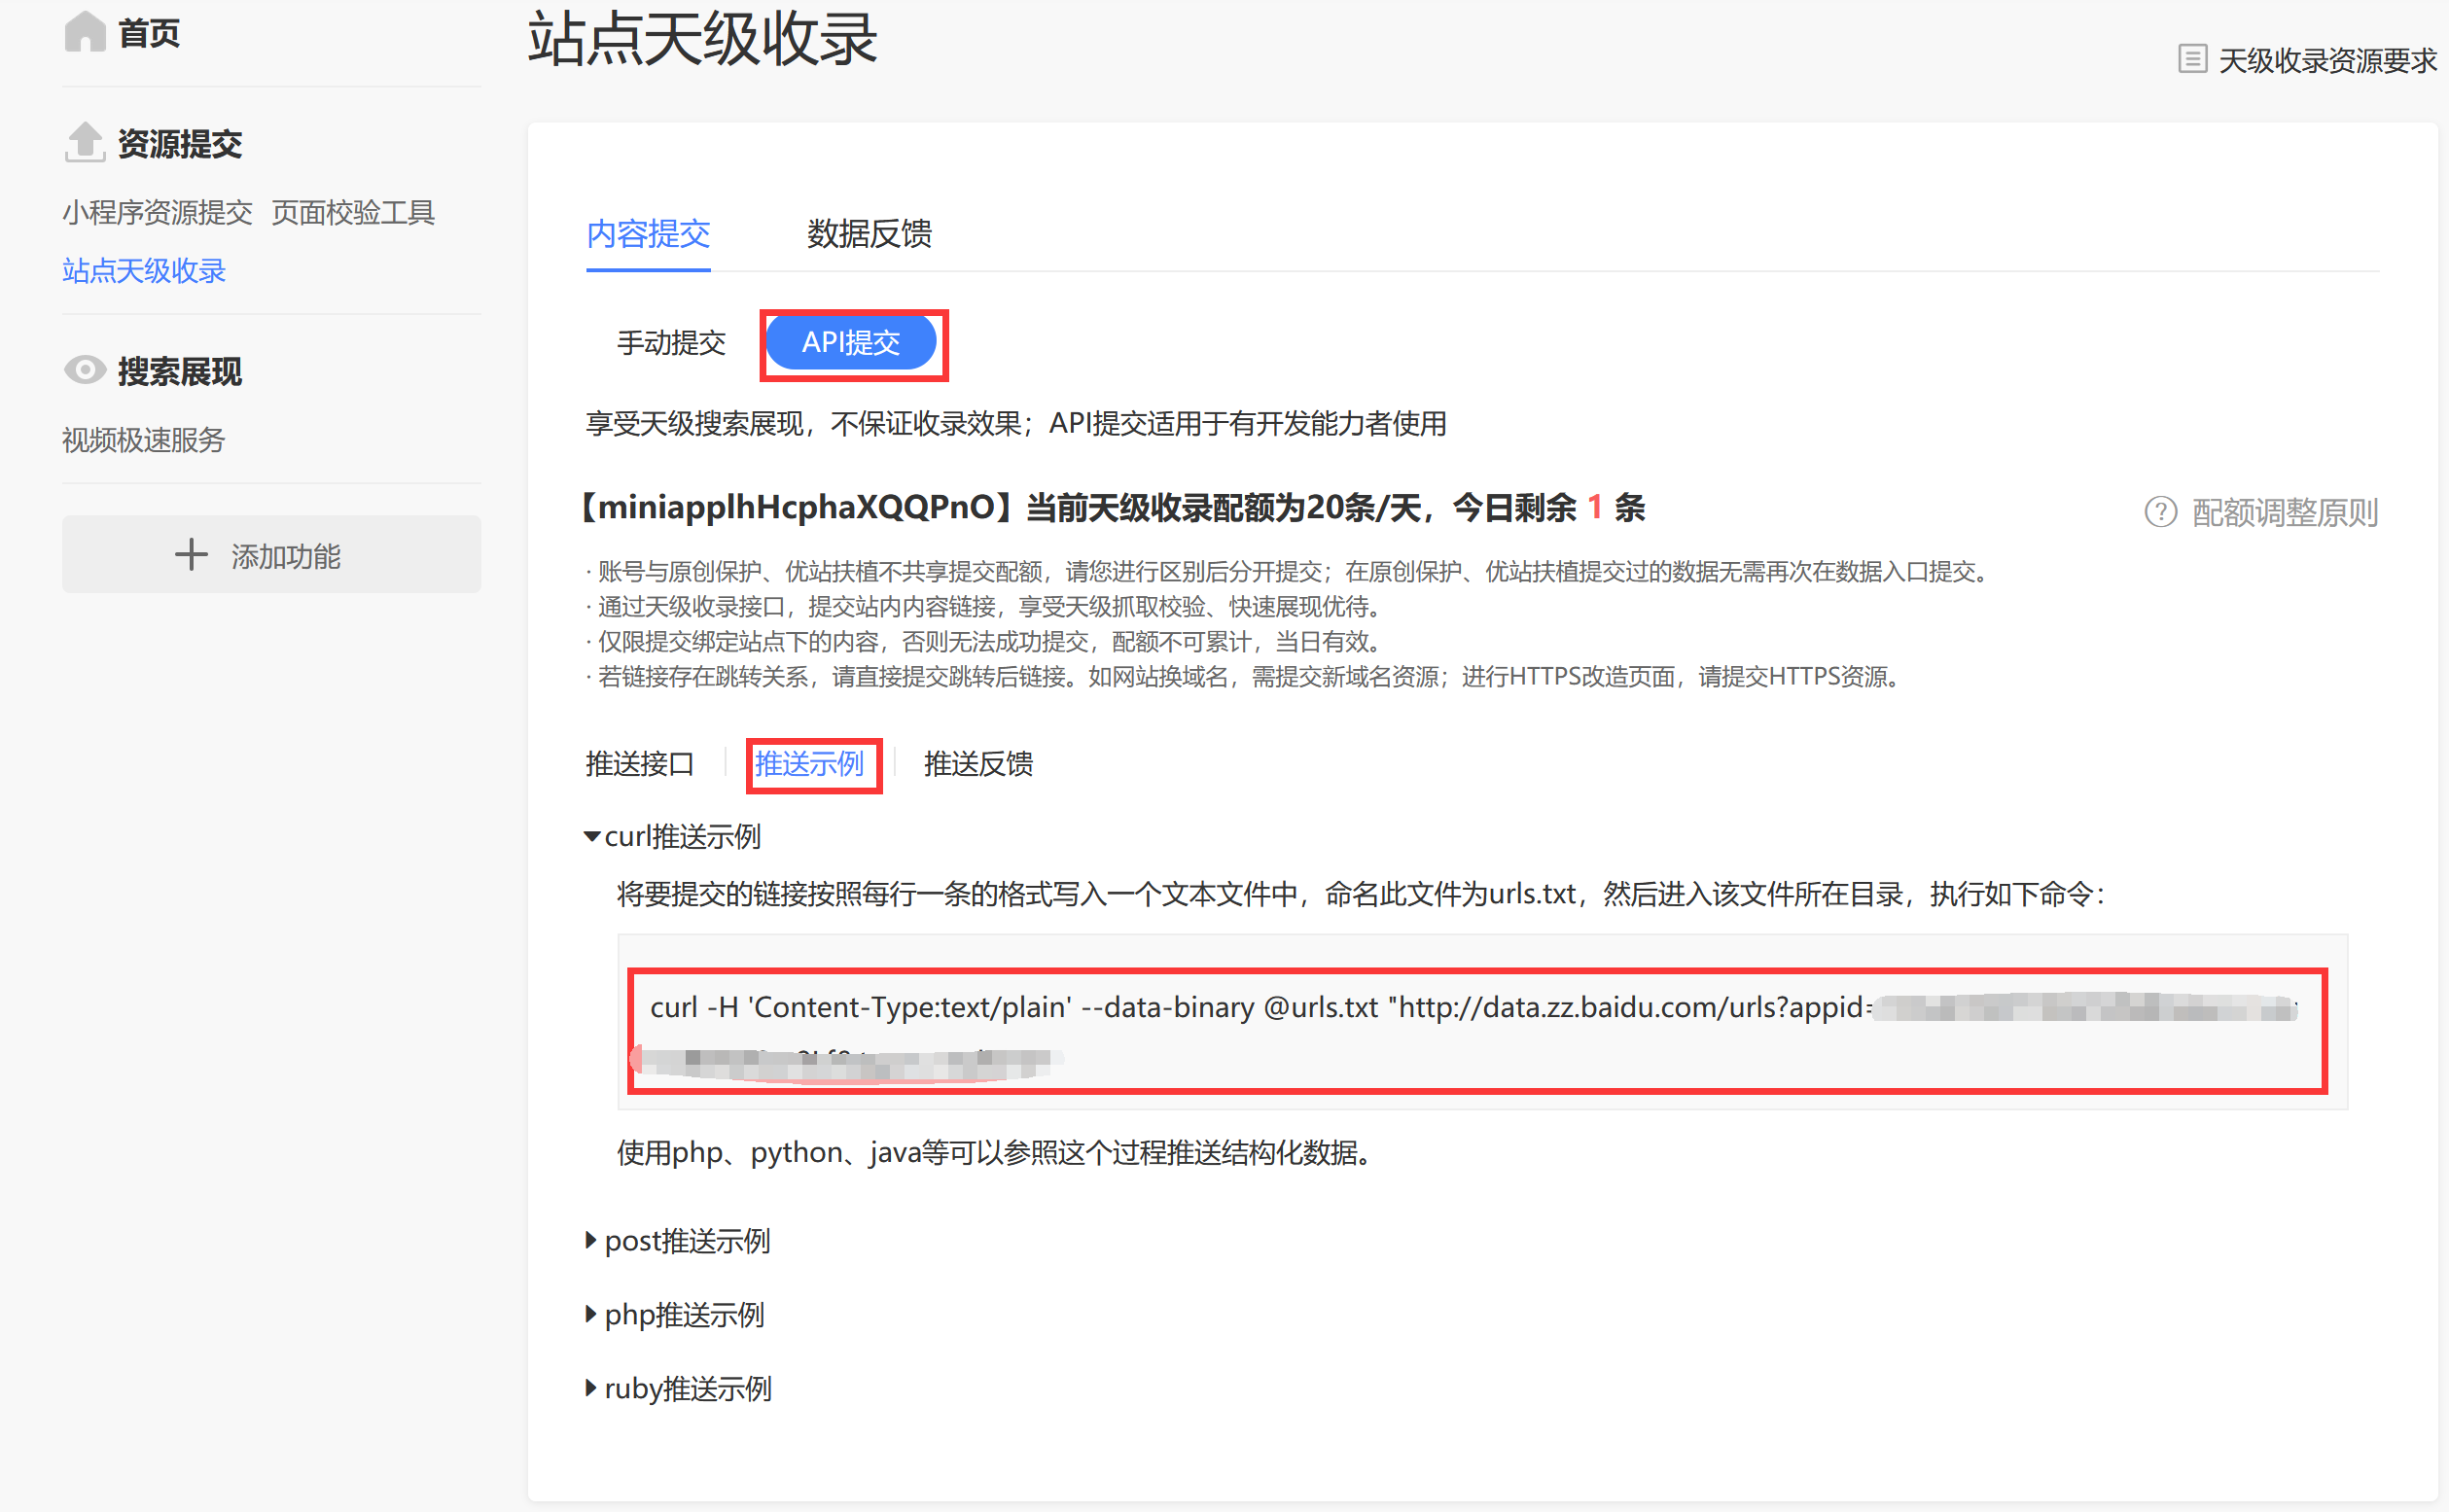 首页
资源提交
小程序资源提交 页面校验工具
站点天级收录
搜索展现
视频极速服务
添加功能
站点天级收录
天级收录资源要求
内容提交 数据反馈
手动提交 API提交
享受天级搜索展现，不保证收录效果；API提交适用于有开发能力者使用
【miniapplhHcphaXQQPnO】当前天级收录配额为20条/天，今日剩余 1 条
? 配额调整原则
· 账号与原创保护、优站扶植不共享提交配额，请您进行区别后分开提交；在原创保护、优站扶植提交过的数据无需再次在数据入口提交。
· 通过天级收录接口，提交站内内容链接，享受天级抓取校验、快速展现优待。
· 仅限提交绑定站点下的内容，否则无法成功提交，配额不可累计，当日有效。
· 若链接存在跳转关系，请直接提交跳转后链接。如网站换域名，需提交新域名资源；进行HTTPS改造页面，请提交HTTPS资源。
推送接口 推送示例 推送反馈
curl推送示例
将要提交的链接按照每行一条的格式写入一个文本文件中，命名此文件为urls.txt，然后进入该文件所在目录，执行如下命令：
curl -H 'Content-Type:text/plain' --data-binary @urls.txt "http://data.zz.baidu.com/urls?appid=
使用php、python、java等可以参照这个过程推送结构化数据。
post推送示例
php推送示例
ruby推送示例